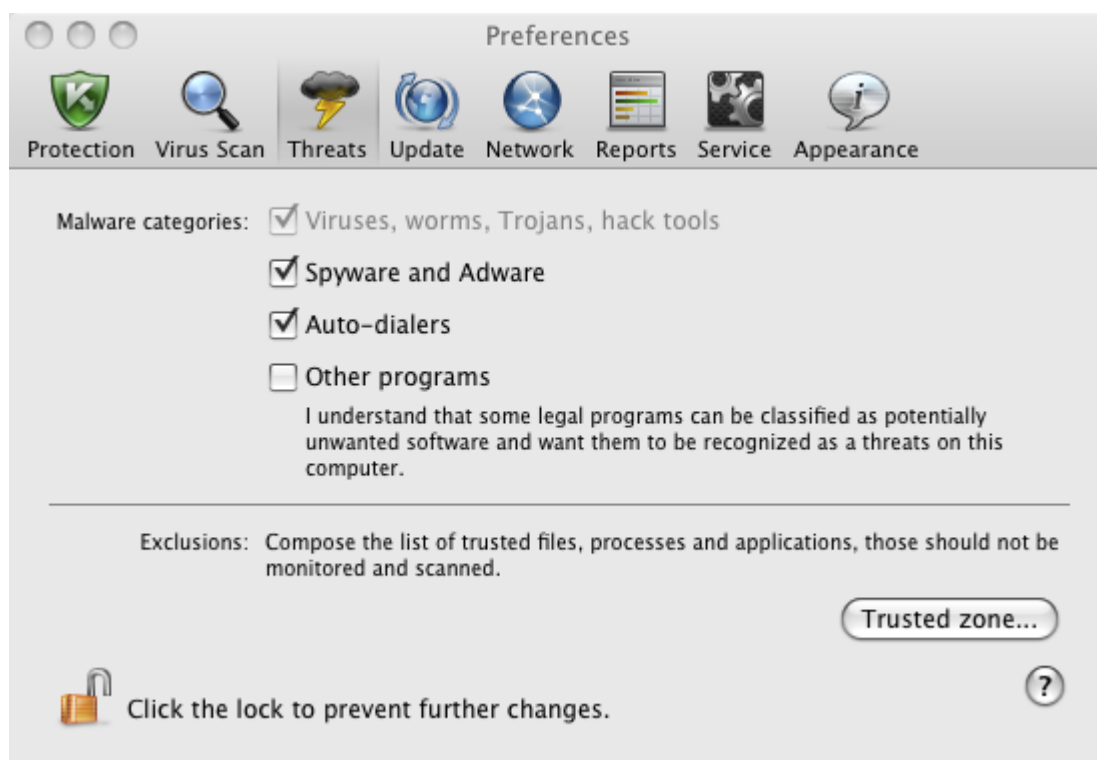 Preferences
Protection Virus Scan Threats Update Network Reports Service Appearance
Malware categories: Viruses, worms, Trojans, hack tools
Spyware and Adware
Auto-dialers
Other programs
I understand that some legal programs can be classified as potentially
unwanted software and want them to be recognized as a threats on this
computer.
Exclusions: Compose the list of trusted files, processes and applications, those should not be
monitored and scanned.
Trusted zone...
?
Click the lock to prevent further changes.